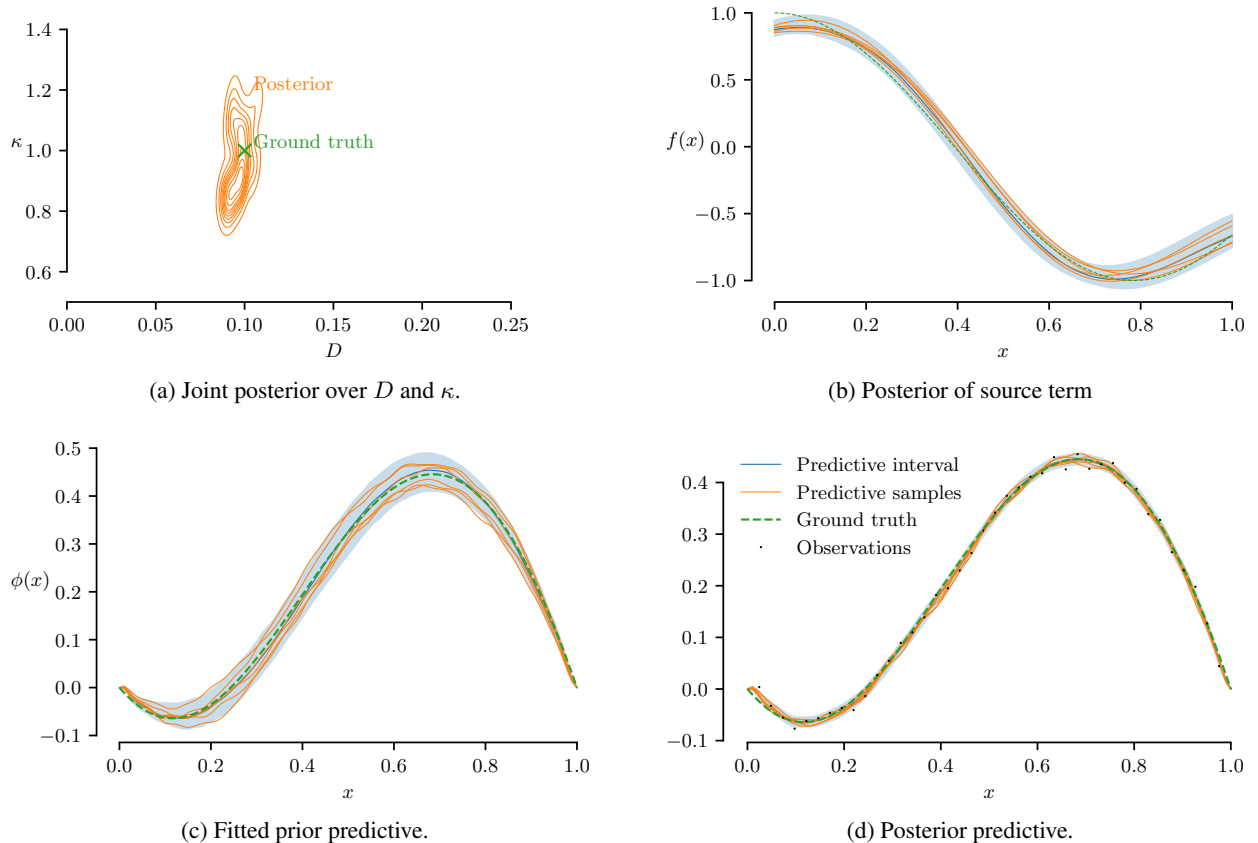 1.4
1.2
κ 1.0
0.8
0.6
Posterior
Ground truth
0.00 0.05 0.10 0.15 0.20 0.25
D
(a) Joint posterior over D and κ.
1.0
0.5
f(x) 0.0
−0.5
−1.0
0.0 0.2 0.4 0.6 0.8 1.0
x
(b) Posterior of source term
0.5
0.4
0.3
ϕ(x)
0.2
0.1
0.0
−0.1
0.0 0.2 0.4 0.6 0.8 1.0
x
(c) Fitted prior predictive.
0.4
0.3
0.2
0.1
0.0
−0.1
Predictive interval
Predictive samples
Ground truth
Observations
0.0 0.2 0.4 0.6 0.8 1.0
x
(d) Posterior predictive.